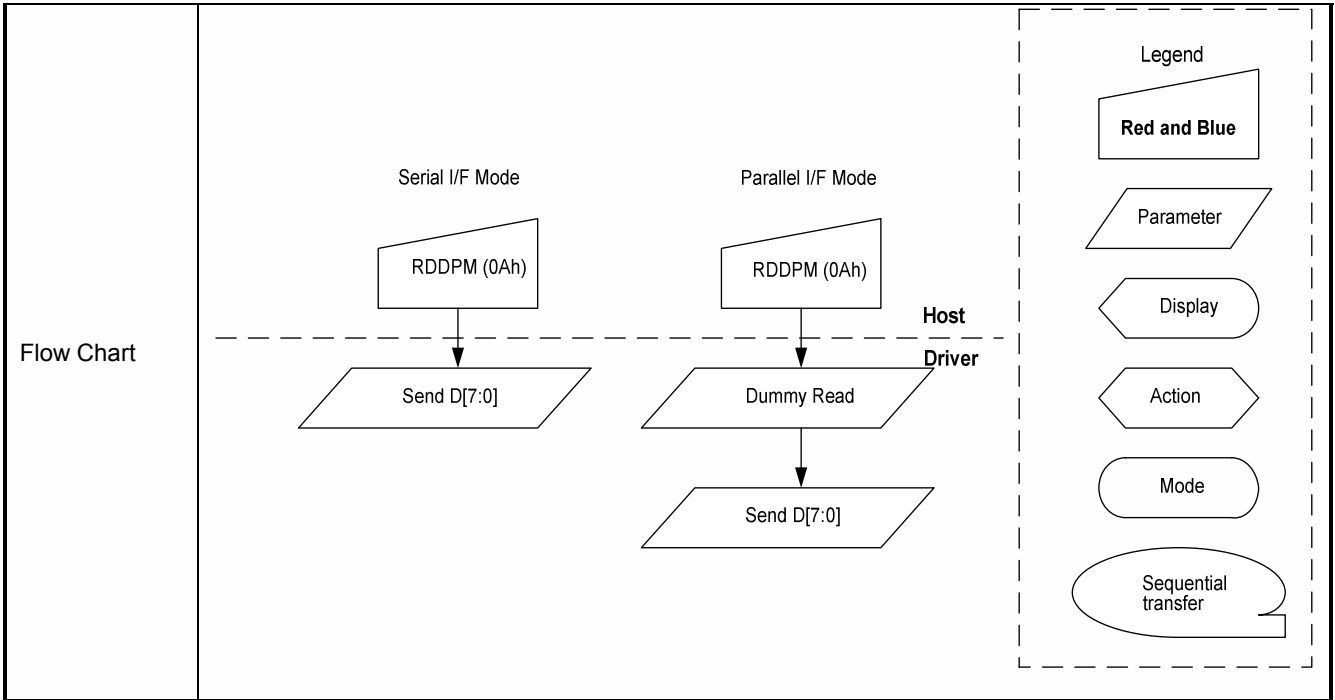 Flow Chart
Serial I/F Mode
RDDPM (0Ah)
Send D[7:0]
Parallel I/F Mode
RDDPM (0Ah)
Host
Driver
Dummy Read
Send D[7:0]
Legend
Red and Blue
Parameter
Display
Action
Mode
Sequential
transfer